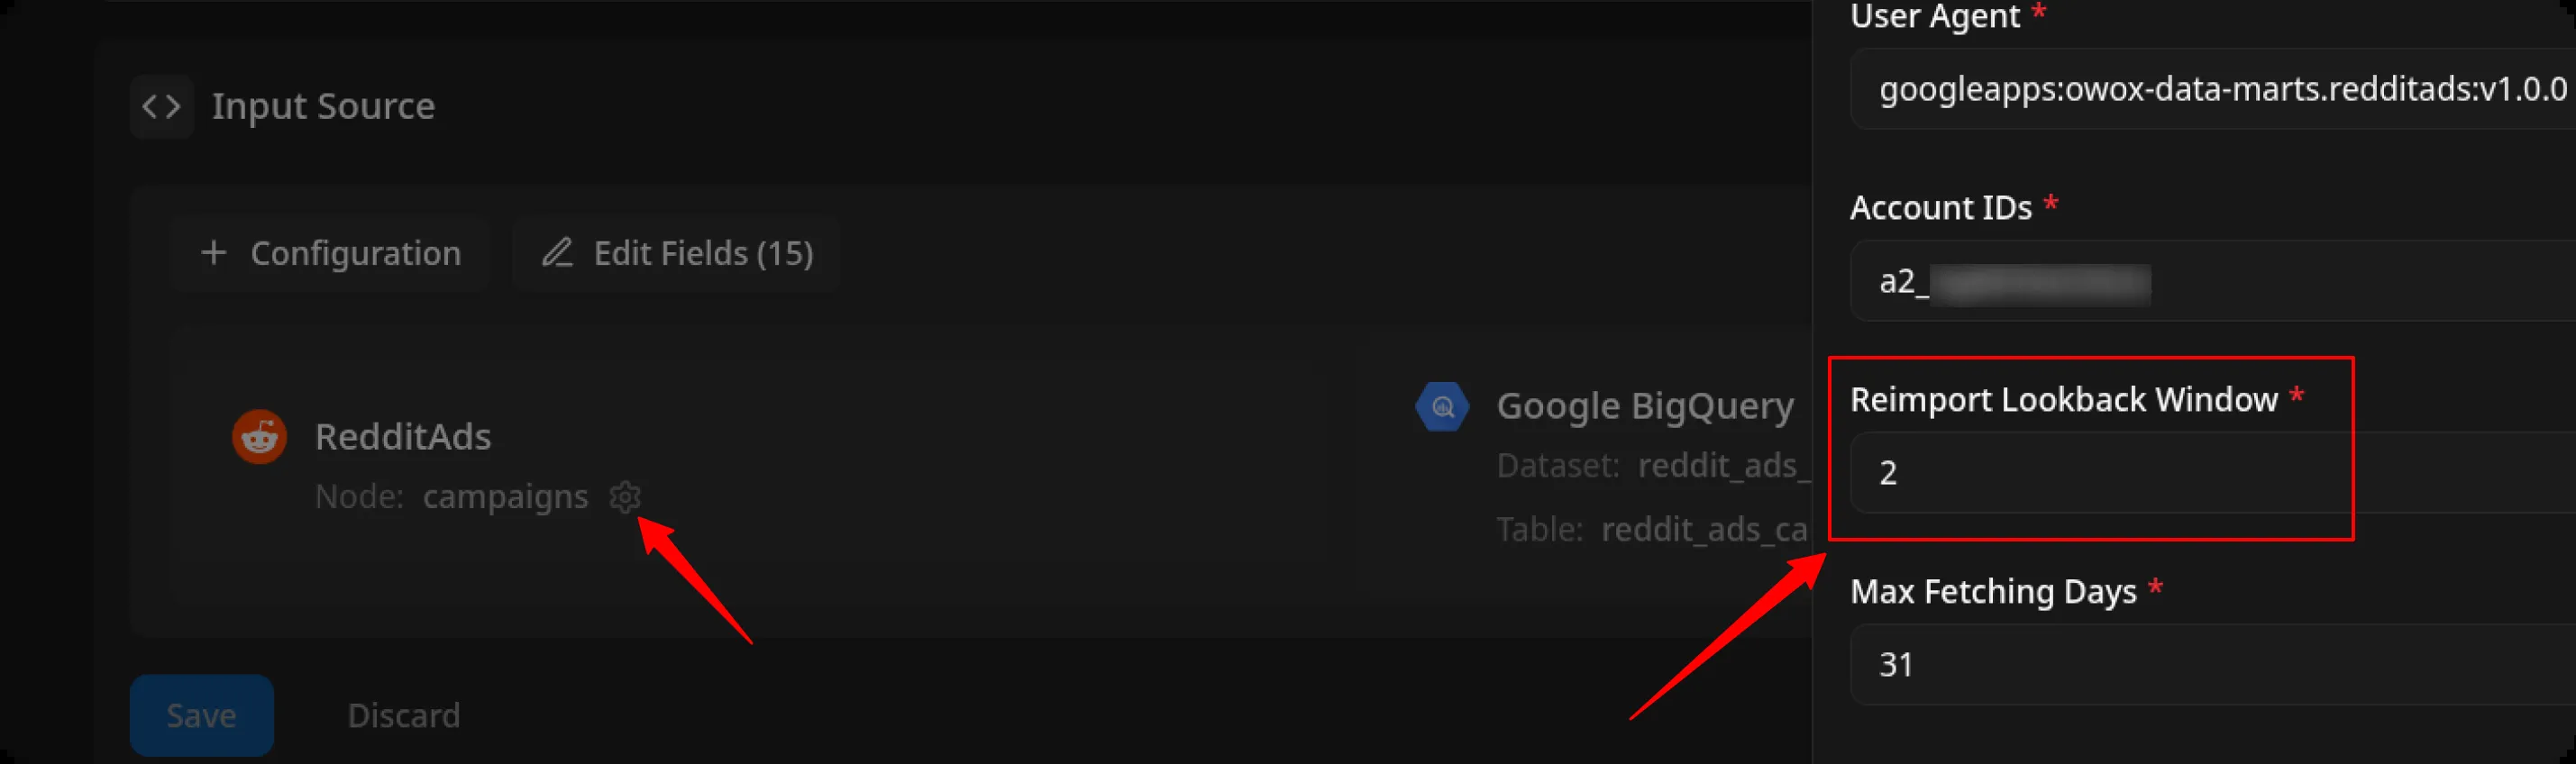 Input Source
Configuration
Edit Fields (15)
RedditAds
Node: campaigns
Google BigQuery
Dataset: reddit_ads_
Table: reddit_ads_ca
Save
Discard
User Agent *
googleapps:owox-data-marts.redditads:v1.0.0
Account IDs *
a2_
Reimport Lookback Window *
2
Max Fetching Days *
31